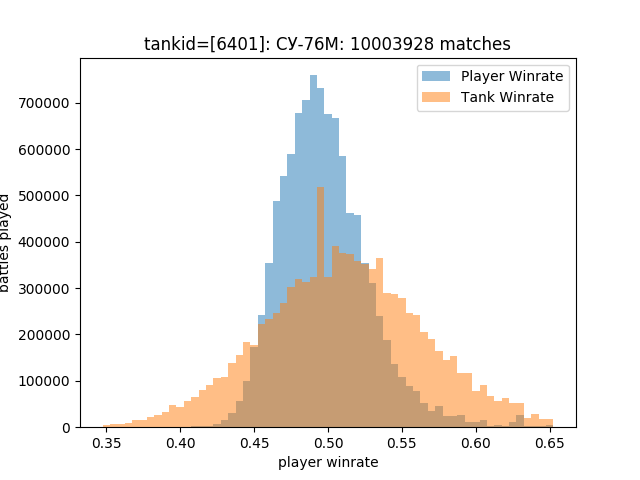 tankid=[6401]: СУ-76М: 10003928 matches
Player Winrate
Tank Winrate
700000
600000
500000
400000
300000
200000
100000
0
battles played
0.35 0.40 0.45 0.50 0.55 0.60 0.65
player winrate